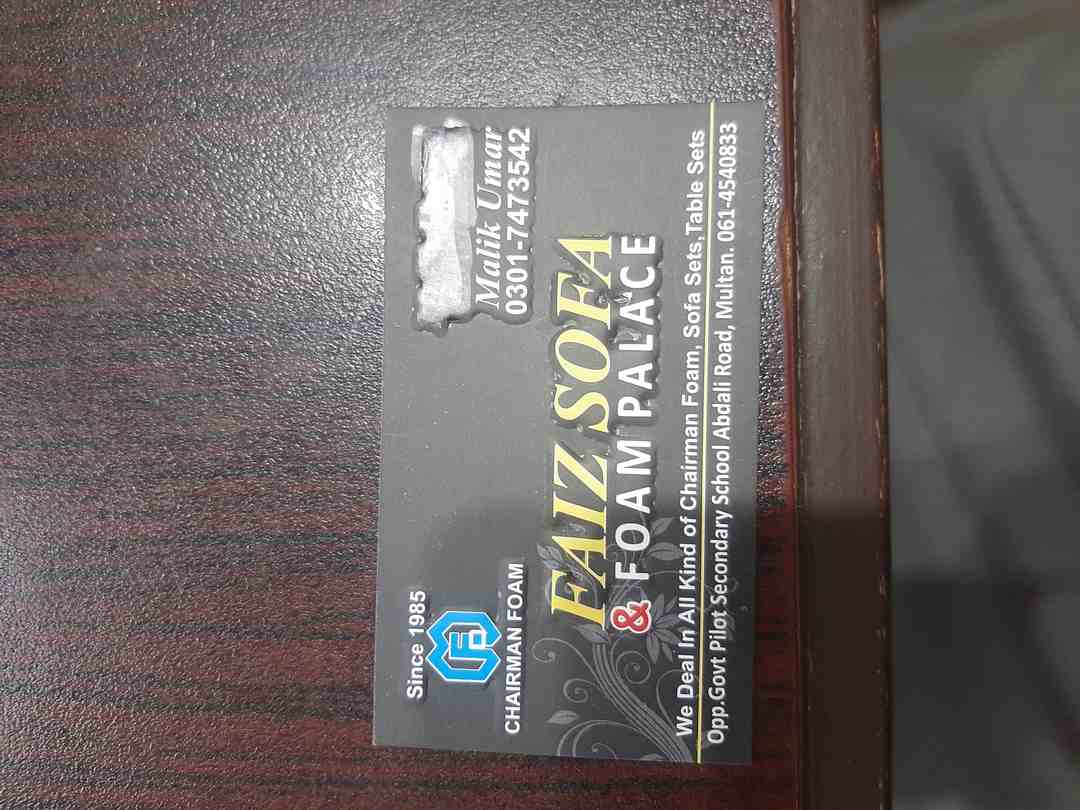 Since 1985
CHAIRMAN FOAM
Malik Umar
0301-7473542
FAIZ SOFA
& FOAM PALACE
We Deal In All Kind of Chairman Foam, Sofa Sets,Table Sets
Opp.Govt Pilot Secondary School Abdali Road, Multan. 061-4540833